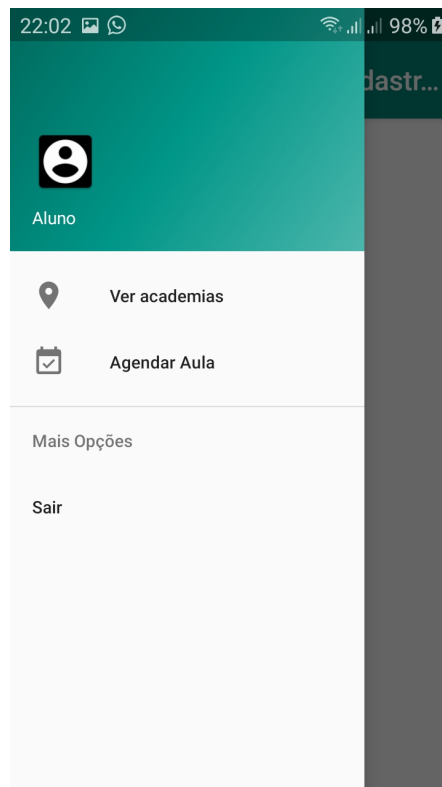 22:02 98%
dastr...
Aluno
Ver academias
Agendar Aula
Mais Opções
Sair